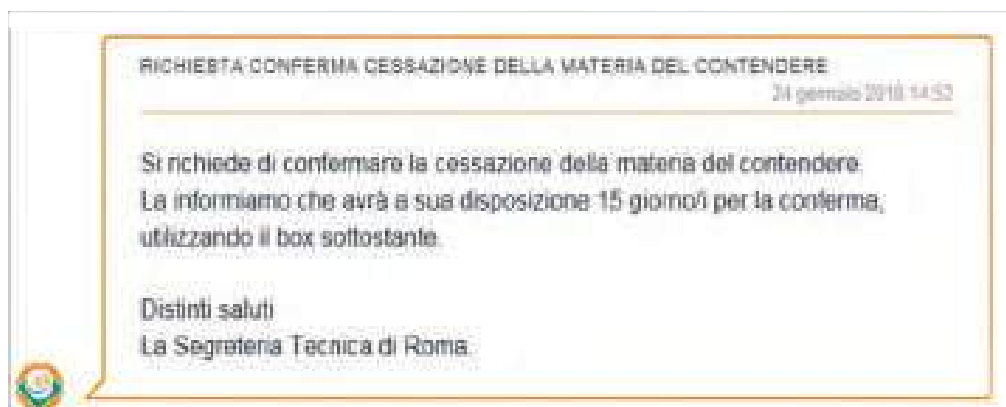 RICHIESTA CONFERMA CESSAZIONE DELLA MATERIA DEL CONTENDERE
24 gennaio 2018 14:52
Si richiede di confermare la cessazione della materia del contendere.
La informiamo che avrà a sua disposizione 15 giorno/i per la conferma,
utilizzando il box sottostante.
Distinti saluti
La Segreteria Tecnica di Roma